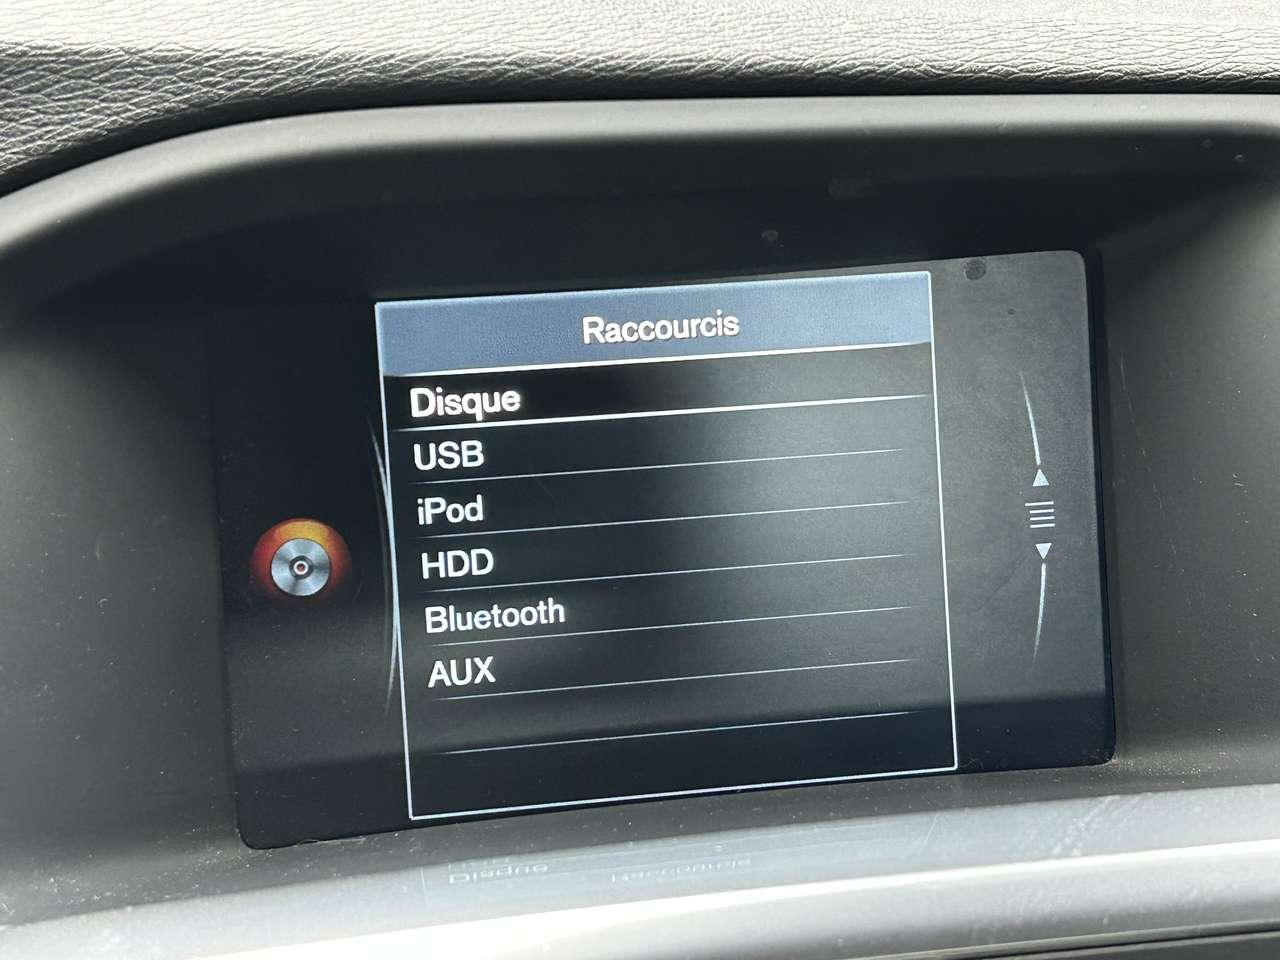 Raccourcis
Disque
USB
iPod
HDD
Bluetooth
AUX